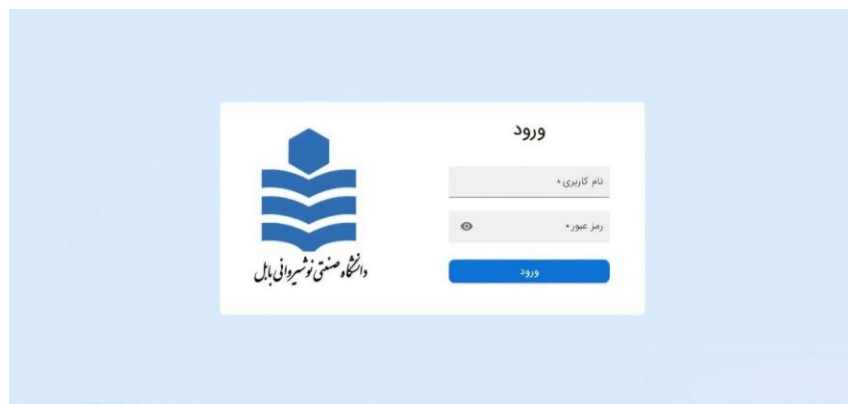 ورود
نام کاربری *
رمز عبور *
ورود
دانشگاه صنعتی نوشیروانی بابل